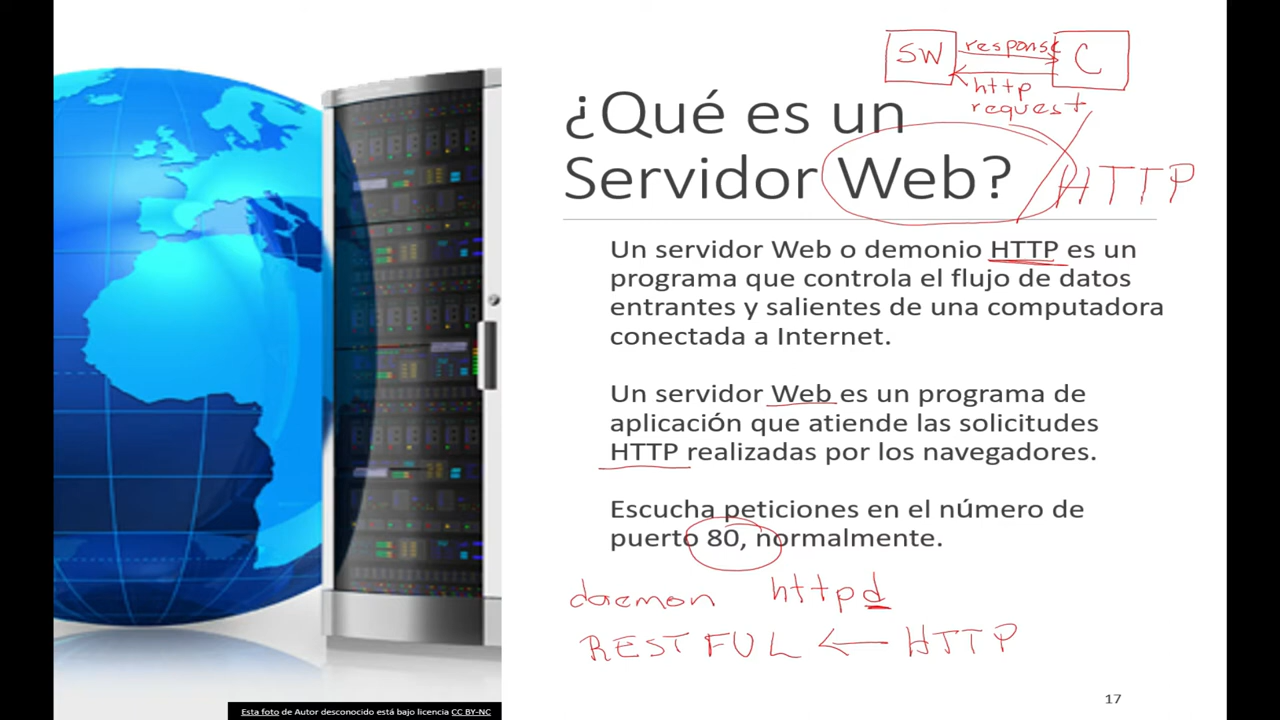 SW response C
http
request
¿Qué es un
Servidor Web? HTTP
Un servidor Web o demonio HTTP es un
programa que controla el flujo de datos
entrantes y salientes de una computadora
conectada a Internet.
Un servidor Web es un programa de
aplicación que atiende las solicitudes
HTTP realizadas por los navegadores.
Escucha peticiones en el número de
puerto 80, normalmente.
daemon httpd
RESTFUL ← HTTP
17
Esta foto de Autor desconocido está bajo licencia CC BY-NC